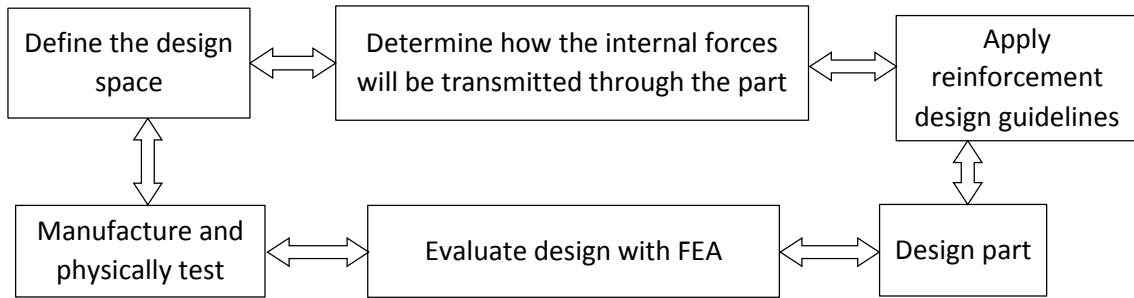 Define the design
space
Determine how the internal forces
will be transmitted through the part
Apply
reinforcement
design guidelines
Manufacture and
physically test
Evaluate design with FEA
Design part